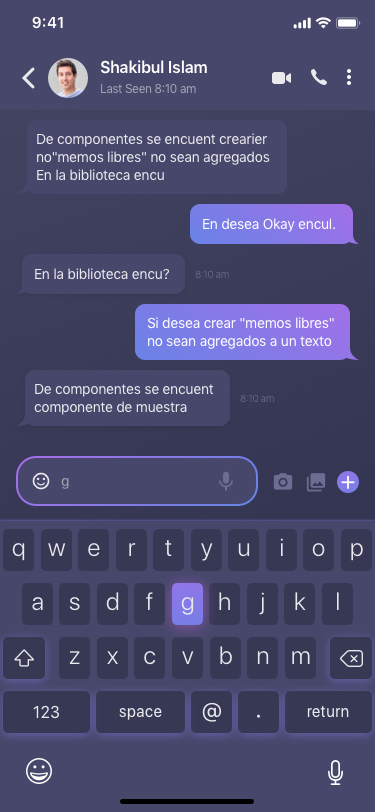 9:41
Shakibul Islam
Last Seen 8:10 am
De componentes se encuent crearier
no"memos libres" no sean agregados
En la biblioteca encu
En desea Okay encul.
En la biblioteca encu?
8:10 am
Si desea crear "memos libres"
no sean agregados a un texto
De componentes se encuent
componente de muestra
8:10 am
g
q w e r t y u i o p
a s d f g h j k l
z x c v b n m
123 space @ . return